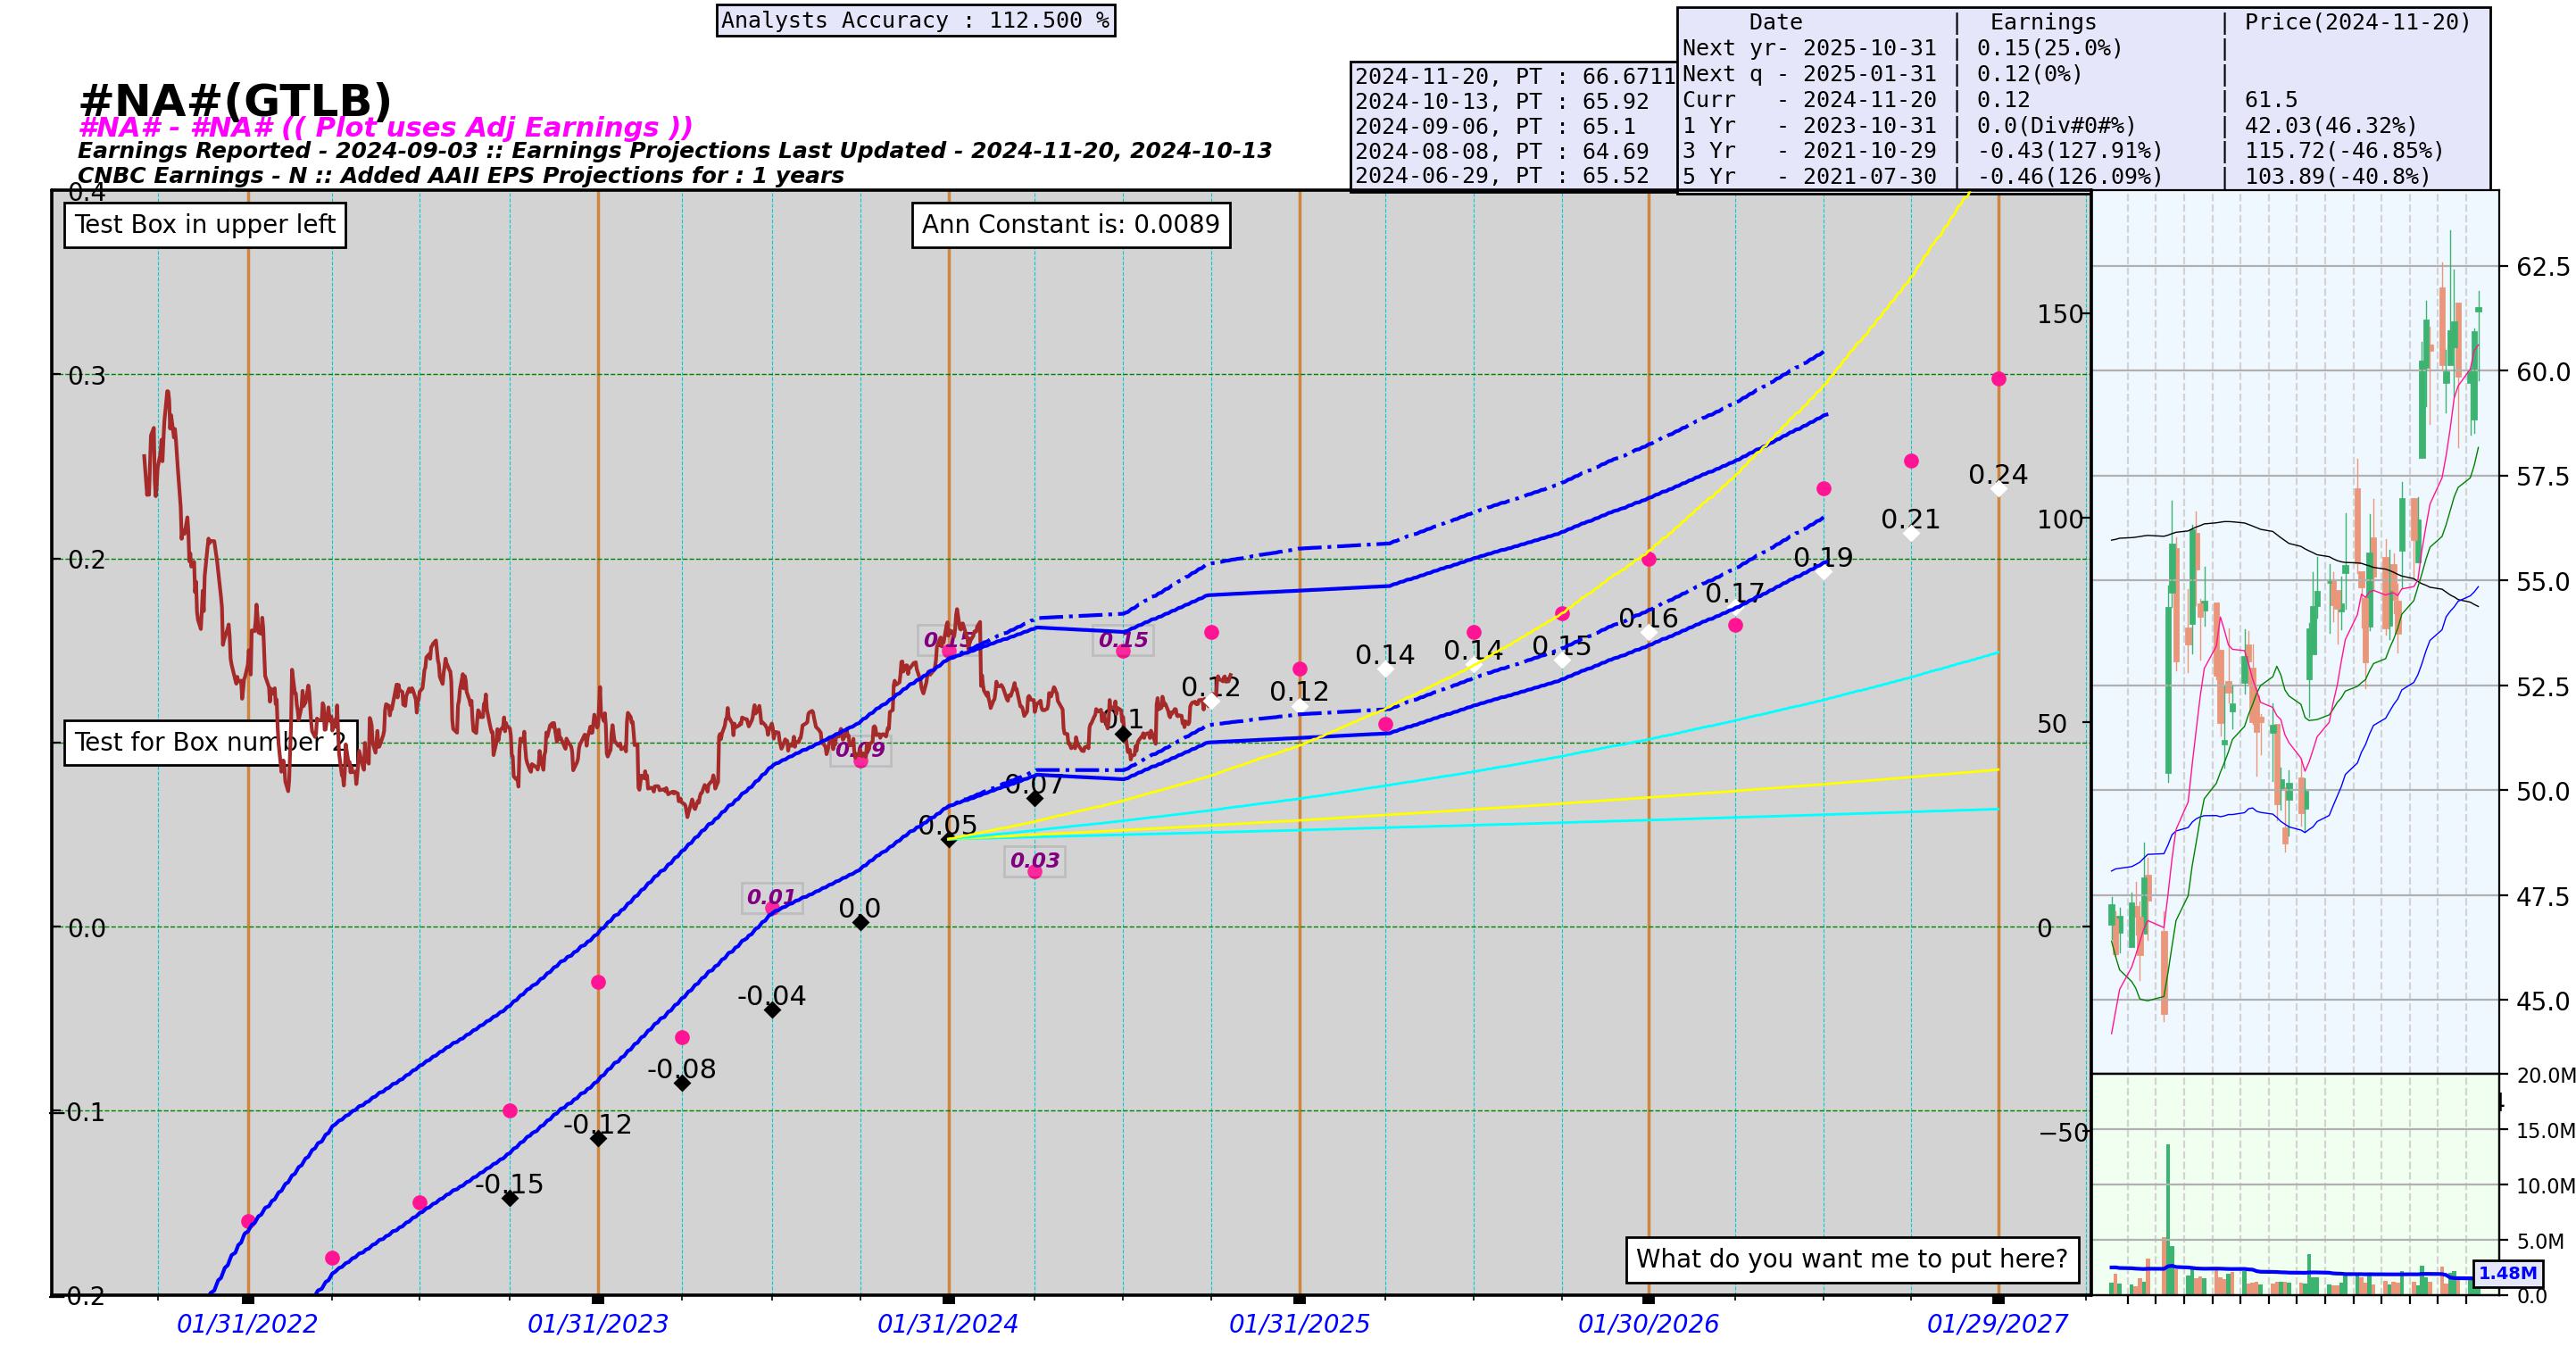 Analysts Accuracy : 112.500 %
Date | Earnings | Price(2024-11-20)
Next yr- 2025-10-31 | 0.15(25.0%) |
Next q - 2025-01-31 | 0.12(0%) |
Curr - 2024-11-20 | 0.12 | 61.5
1 Yr - 2023-10-31 | 0.0(Div#0#%) | 42.03(46.32%)
3 Yr - 2021-10-29 | -0.43(127.91%) | 115.72(-46.85%)
5 Yr - 2021-07-30 | -0.46(126.09%) | 103.89(-40.8%)
2024-11-20, PT : 66.6711
2024-10-13, PT : 65.92
2024-09-06, PT : 65.1
2024-08-08, PT : 64.69
2024-06-29, PT : 65.52
#NA#(GTLB)
#NA# - #NA# (( Plot uses Adj Earnings ))
Earnings Reported - 2024-09-03 :: Earnings Projections Last Updated - 2024-11-20, 2024-10-13
CNBC Earnings - N :: Added AAII EPS Projections for : 1 years
0.4
Test Box in upper left
Ann Constant is: 0.0089
0.3
0.2
Test for Box number 2
0.0
-0.1
-0.2
-0.15
-0.12
-0.08
-0.04
0.01
0.0
0.09
0.15
0.05
0.07
0.03
0.15
0.1
0.12
0.12
0.14
0.14
0.15
0.16
0.17
0.19
0.21
0.24
150
100
50
0
−50
What do you want me to put here?
62.5
60.0
57.5
55.0
52.5
50.0
47.5
45.0
20.0M
15.0M
10.0M
5.0M
1.48M
0.0
01/31/2022
01/31/2023
01/31/2024
01/31/2025
01/30/2026
01/29/2027